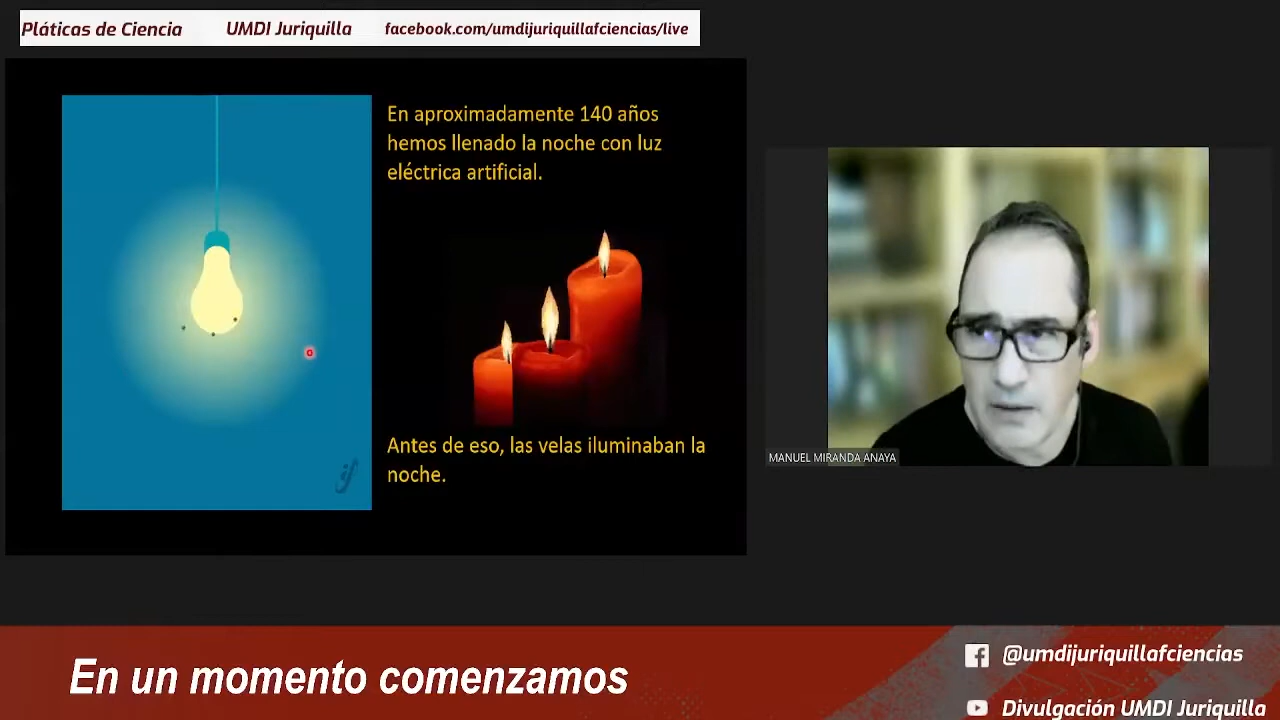 Pláticas de Ciencia UMDI Juriquilla facebook.com/umdijuriquillafciencias/live
En aproximadamente 140 años
hemos llenado la noche con luz
eléctrica artificial.
Antes de eso, las velas iluminaban la
noche.
MANUEL MIRANDA ANAYA
En un momento comenzamos
@umdijuriquillafciencias
Divulgación UMDI Juriquilla